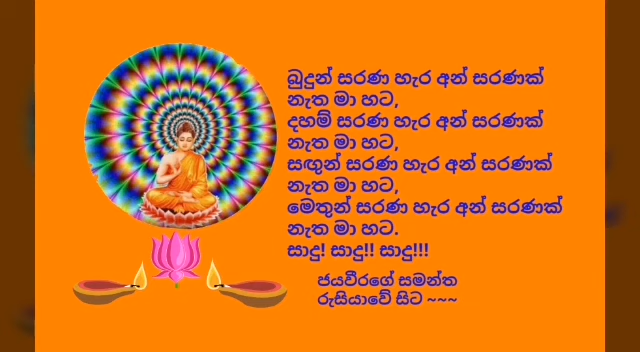 බුදුන් සරණ හැර අන් සරණක්
නැත මා හට,
දහම් සරණ හැර අන් සරණක්
නැත මා හට,
සඟුන් සරණ හැර අන් සරණක්
නැත මා හට,
මෙතුන් සරණ හැර අන් සරණක්
නැත මා හට.
සාදු! සාදු!! සාදු!!!
ජයවීරගේ සමන්ත
රුසියාවේ සිට ~~~